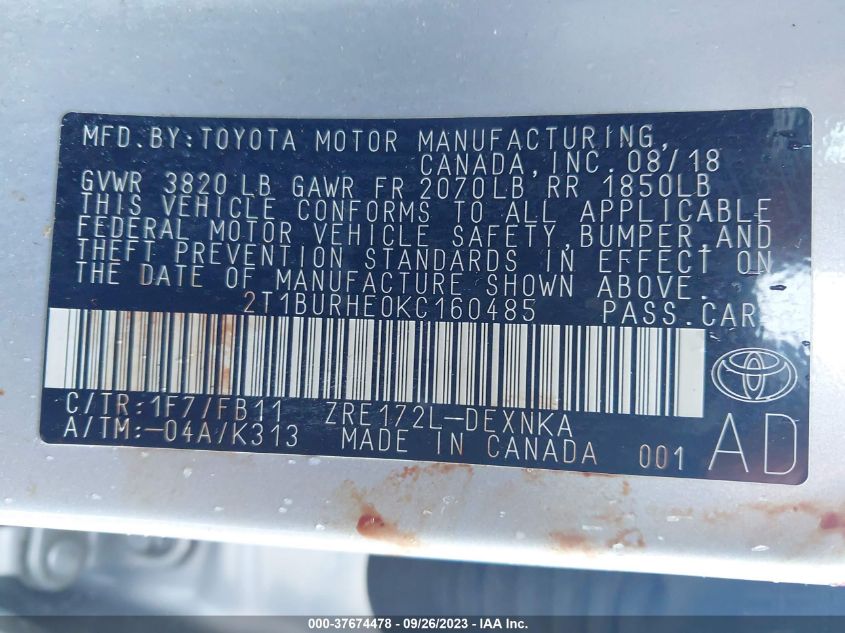 MFD. BY: TOYOTA MOTOR MANUFACTURING,
CANADA, INC. 08/18
GVWR 3820 LB GAWR FR 2070LB RR 1850LB
THIS VEHICLE CONFORMS TO ALL APPLICABLE
FEDERAL MOTOR VEHICLE SAFETY, BUMPER, AND
THEFT PREVENTION STANDARDS IN EFFECT ON
THE DATE OF MANUFACTURE SHOWN ABOVE.
2T1BURHE0KC160485 PASS. CAR
C/TR: 1F7/FB11 ZRE172L-DEXNKA
A/TM: -04A/K313 MADE IN CANADA 001 AD
000-37674478 - 09/26/2023 - © Copyright 2023, IAA, Inc.